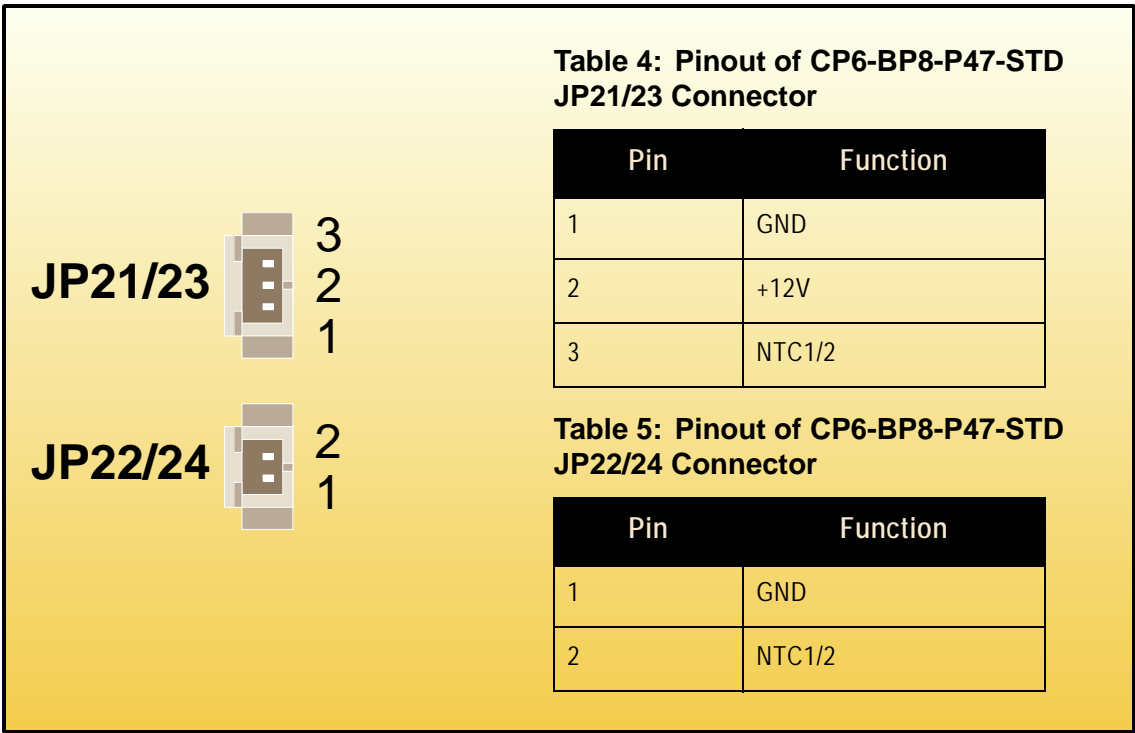 JP21/23
3
2
1
JP22/24
2
1
Table 4: Pinout of CP6-BP8-P47-STD
JP21/23 Connector
Pin Function
1 GND
2 +12V
3 NTC1/2
Table 5: Pinout of CP6-BP8-P47-STD
JP22/24 Connector
Pin Function
1 GND
2 NTC1/2